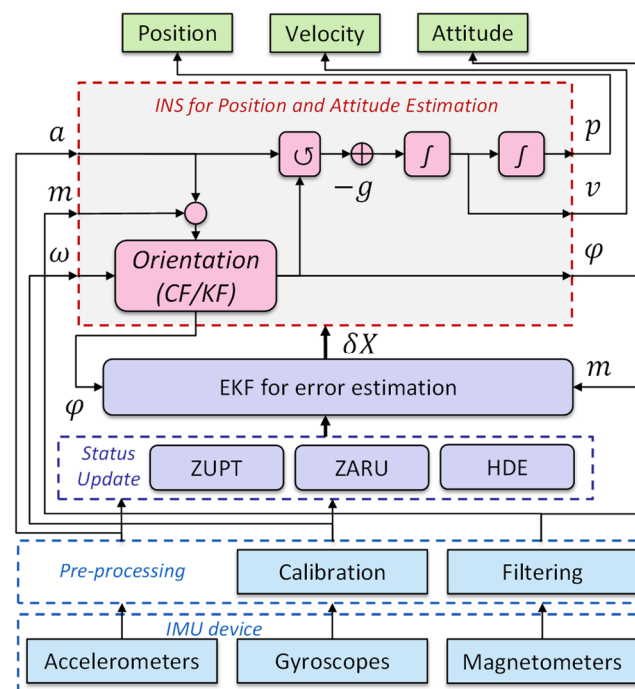 Position Velocity Attitude
INS for Position and Attitude Estimation
a
p
m
−g
v
ω
Orientation
(CF/KF)
φ
δX
φ
EKF for error estimation
m
Status
Update
ZUPT ZARU HDE
Pre-processing Calibration Filtering
IMU device
Accelerometers Gyroscopes Magnetometers